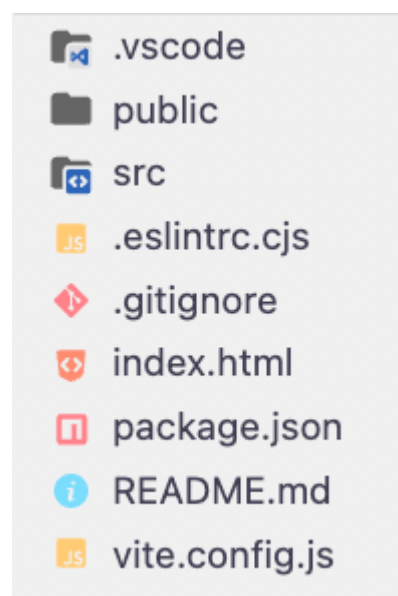 .vscode
public
src
.eslintrc.cjs
.gitignore
index.html
package.json
README.md
vite.config.js